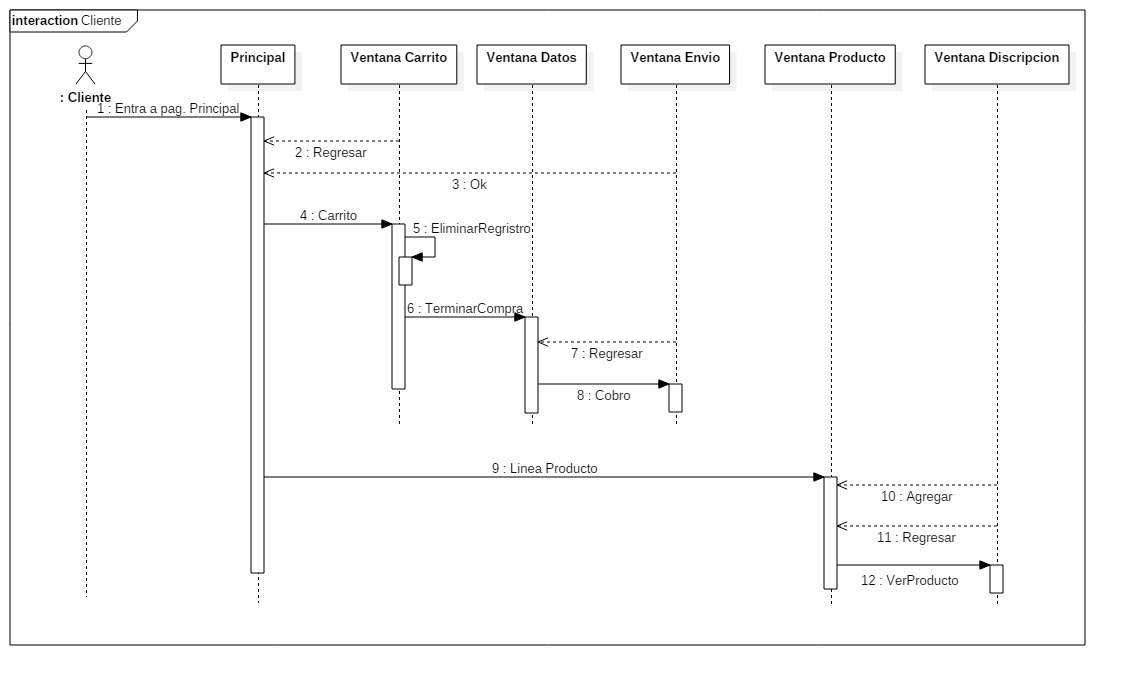 interaction Cliente
Principal
Ventana Carrito
Ventana Datos
Ventana Envio
Ventana Producto
Ventana Discripcion
: Cliente
1 : Entra a pag. Principal
2 : Regresar
3 : Ok
4 : Carrito
5 : EliminarRegristro
6 : TerminarCompra
7 : Regresar
8 : Cobro
9 : Linea Producto
10 : Agregar
11 : Regresar
12 : VerProducto